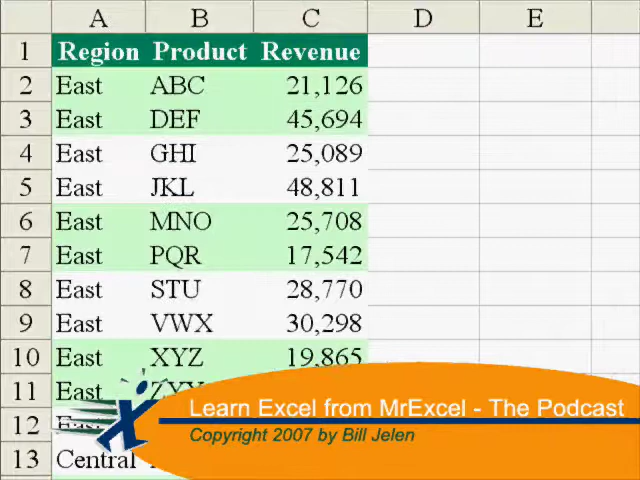 A B C D E
1 Region Product Revenue
2 East ABC 21,126
3 East DEF 45,694
4 East GHI 25,089
5 East JKL 48,811
6 East MNO 25,708
7 East PQR 17,542
8 East STU 28,770
9 East VWX 30,298
10 East XYZ 19,865
11 East
12 East
13 Central
Learn Excel from MrExcel - The Podcast
Copyright 2007 by Bill Jelen